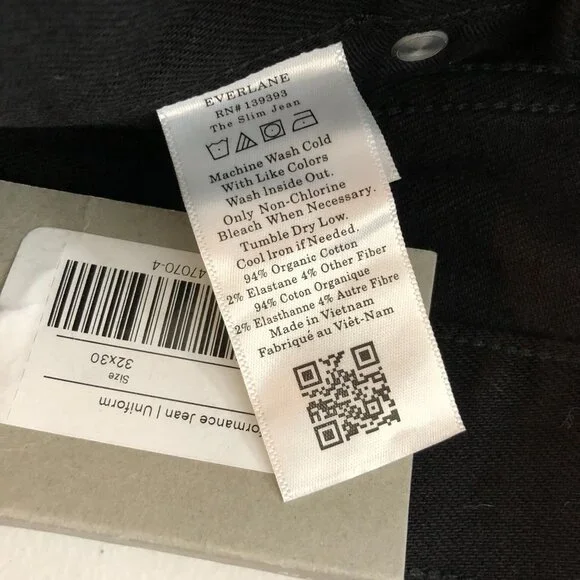 EVERLANE
RN# 139393
The Slim Jean
Machine Wash Cold
With Like Colors
Wash Inside Out.
Only Non-Chlorine
Bleach When Necessary.
Tumble Dry Low.
Cool Iron if Needed.
94% Organic Cotton
2% Elastane 4% Other Fiber
94% Coton Organique
2% Elasthanne 4% Autre Fibre
Made in Vietnam
Fabriqué au Viêt-Nam
formance Jean | Uniform
Size
32x30
47070-4